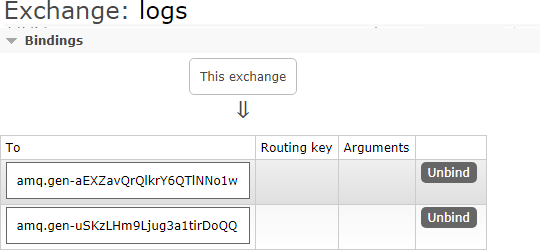 Exchange: logs
Bindings
This exchange
⇓
To Routing key Arguments
amq.gen-aEXZavQrQlkrY6QTlNNo1w Unbind
amq.gen-uSKzLHm9Ljug3a1tirDoQQ Unbind